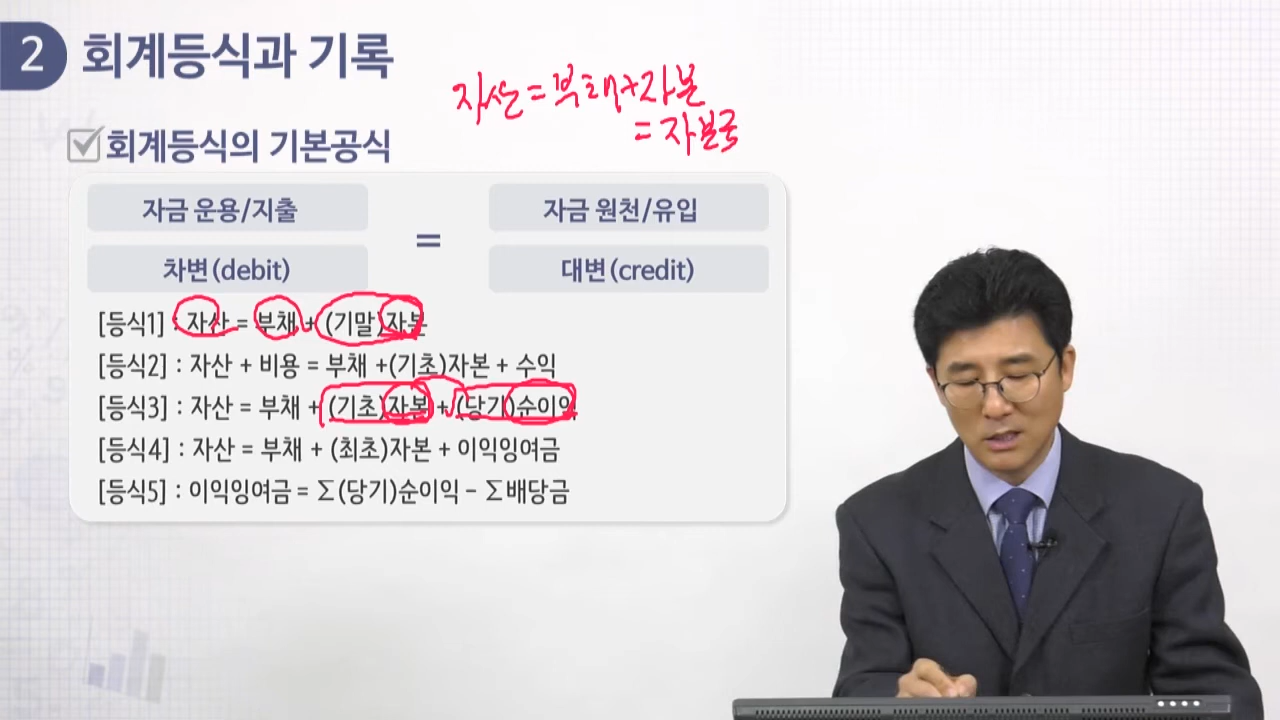 2 회계등식과 기록
자산 = 부채 + 자본
=
회계등식의 기본공식
자금 운용/지출 = 자금 원천/유입
차변(debit) 대변(credit)
[등식1] : 자산 = 부채 + (기말)자본
[등식2] : 자산 + 비용 = 부채 +(기초)자본 + 수익
[등식3] : 자산 = 부채 + (기초)자본 + (당기)순이익
[등식4] : 자산 = 부채 + (최초)자본 + 이익잉여금
[등식5] : 이익잉여금 = ∑(당기)순이익 - ∑배당금